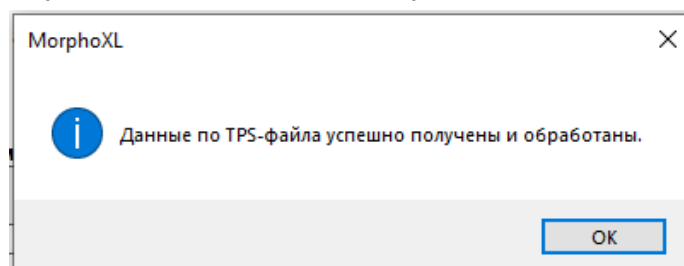 MorphoXL
Данные по TPS-файла успешно получены и обработаны.
OK